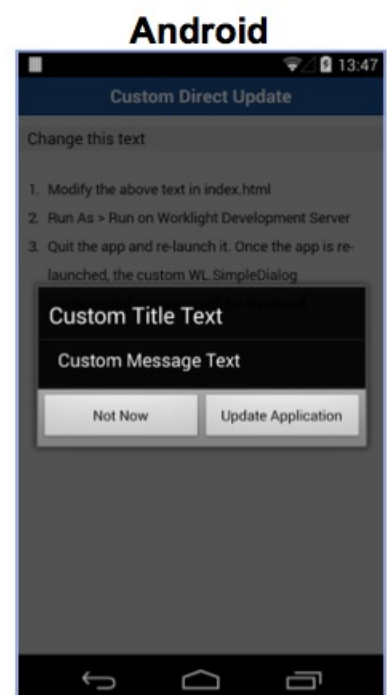 Android
13:47
Custom Direct Update
Change this text
1. Modify the above text in index.html
2. Run As > Run on Worklight Development Server
3. Quit the app and re-launch it. Once the app is re-
launched, the custom WL.SimpleDialog
Custom Title Text
Custom Message Text
Not Now
Update Application